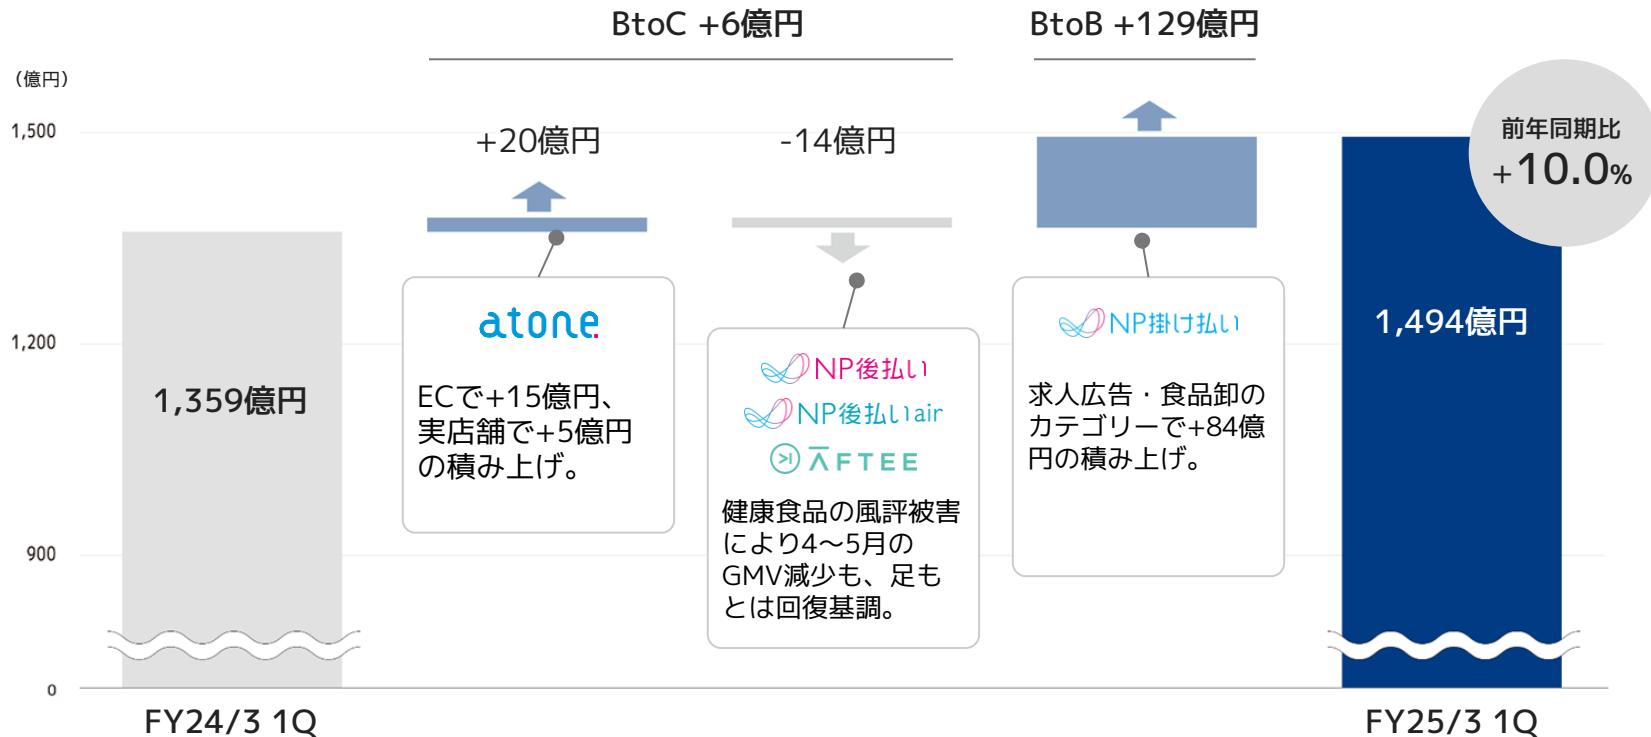 BtoC +6億円
BtoB +129億円
（億円）
1,500
1,200
900
0
前年同期比
+10.0%
+20億円
-14億円
1,359億円
1,494億円
atone.
ECで+15億円、
実店舗で+5億円
の積み上げ。
NP後払い
NP後払いair
AFTEE
健康食品の風評被害
により4〜5月の
GMV減少も、足も
とは回復基調。
NP掛け払い
求人広告・食品卸の
カテゴリーで+84億
円の積み上げ。
FY24/3 1Q
FY25/3 1Q